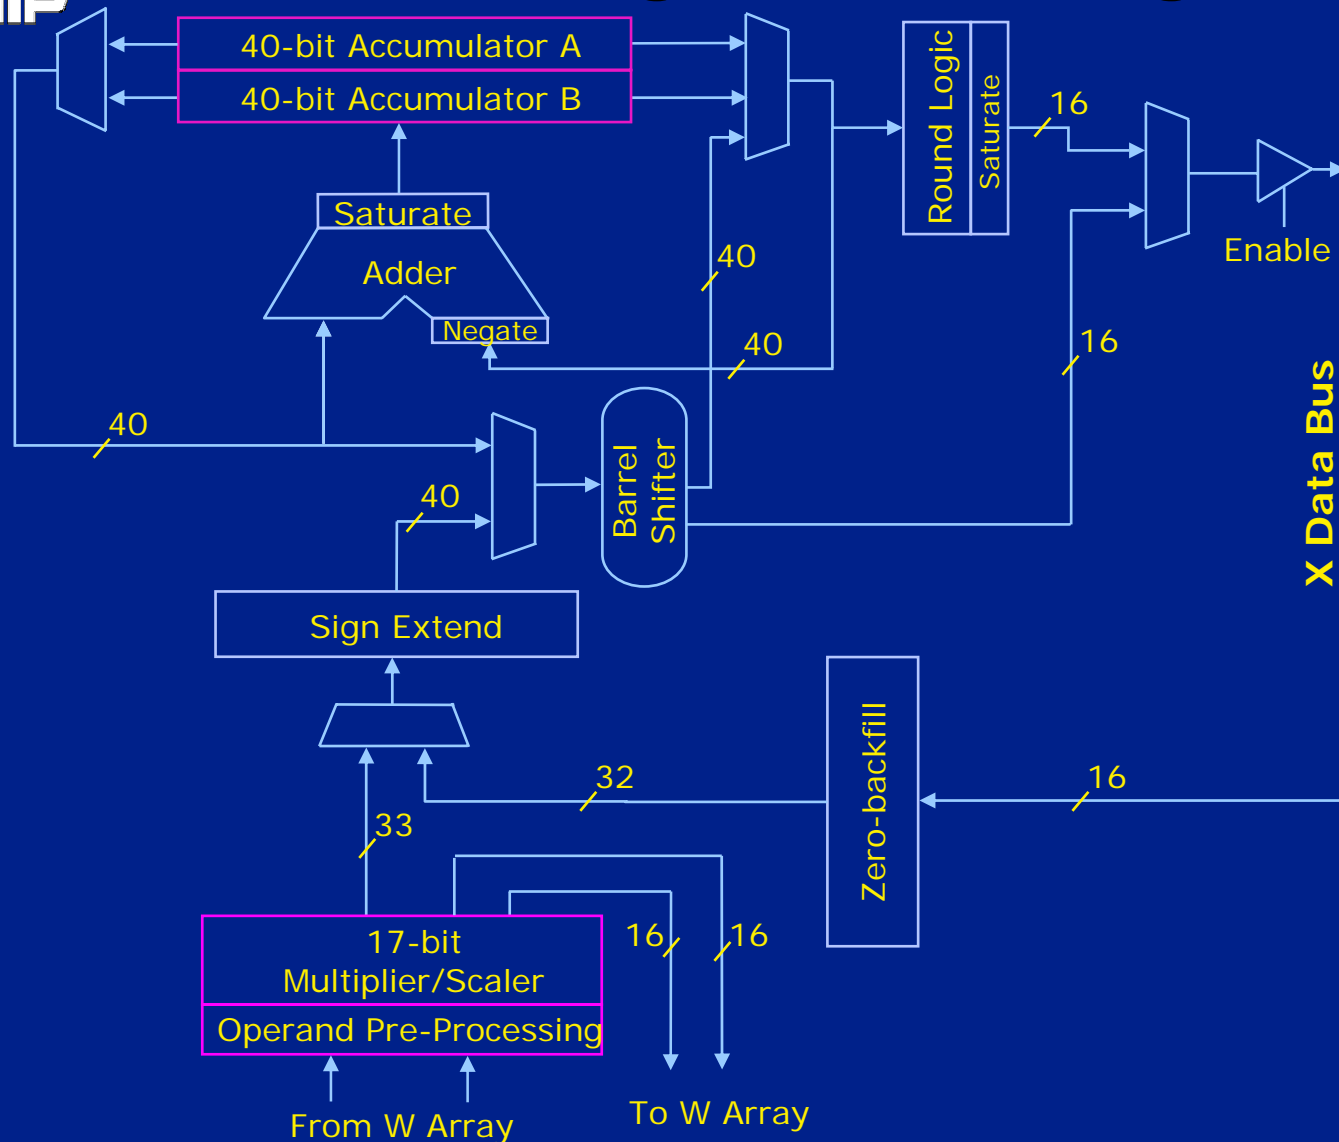 40-bit Accumulator A
40-bit Accumulator B
Round Logic
Saturate
16
Saturate
Adder
Negate
40
40
16
Enable
X Data Bus
40
40
Barrel
Shifter
Sign Extend
32
16
33
Zero-backfill
17-bit
Multiplier/Scaler
Operand Pre-Processing
16
16
From W Array
To W Array